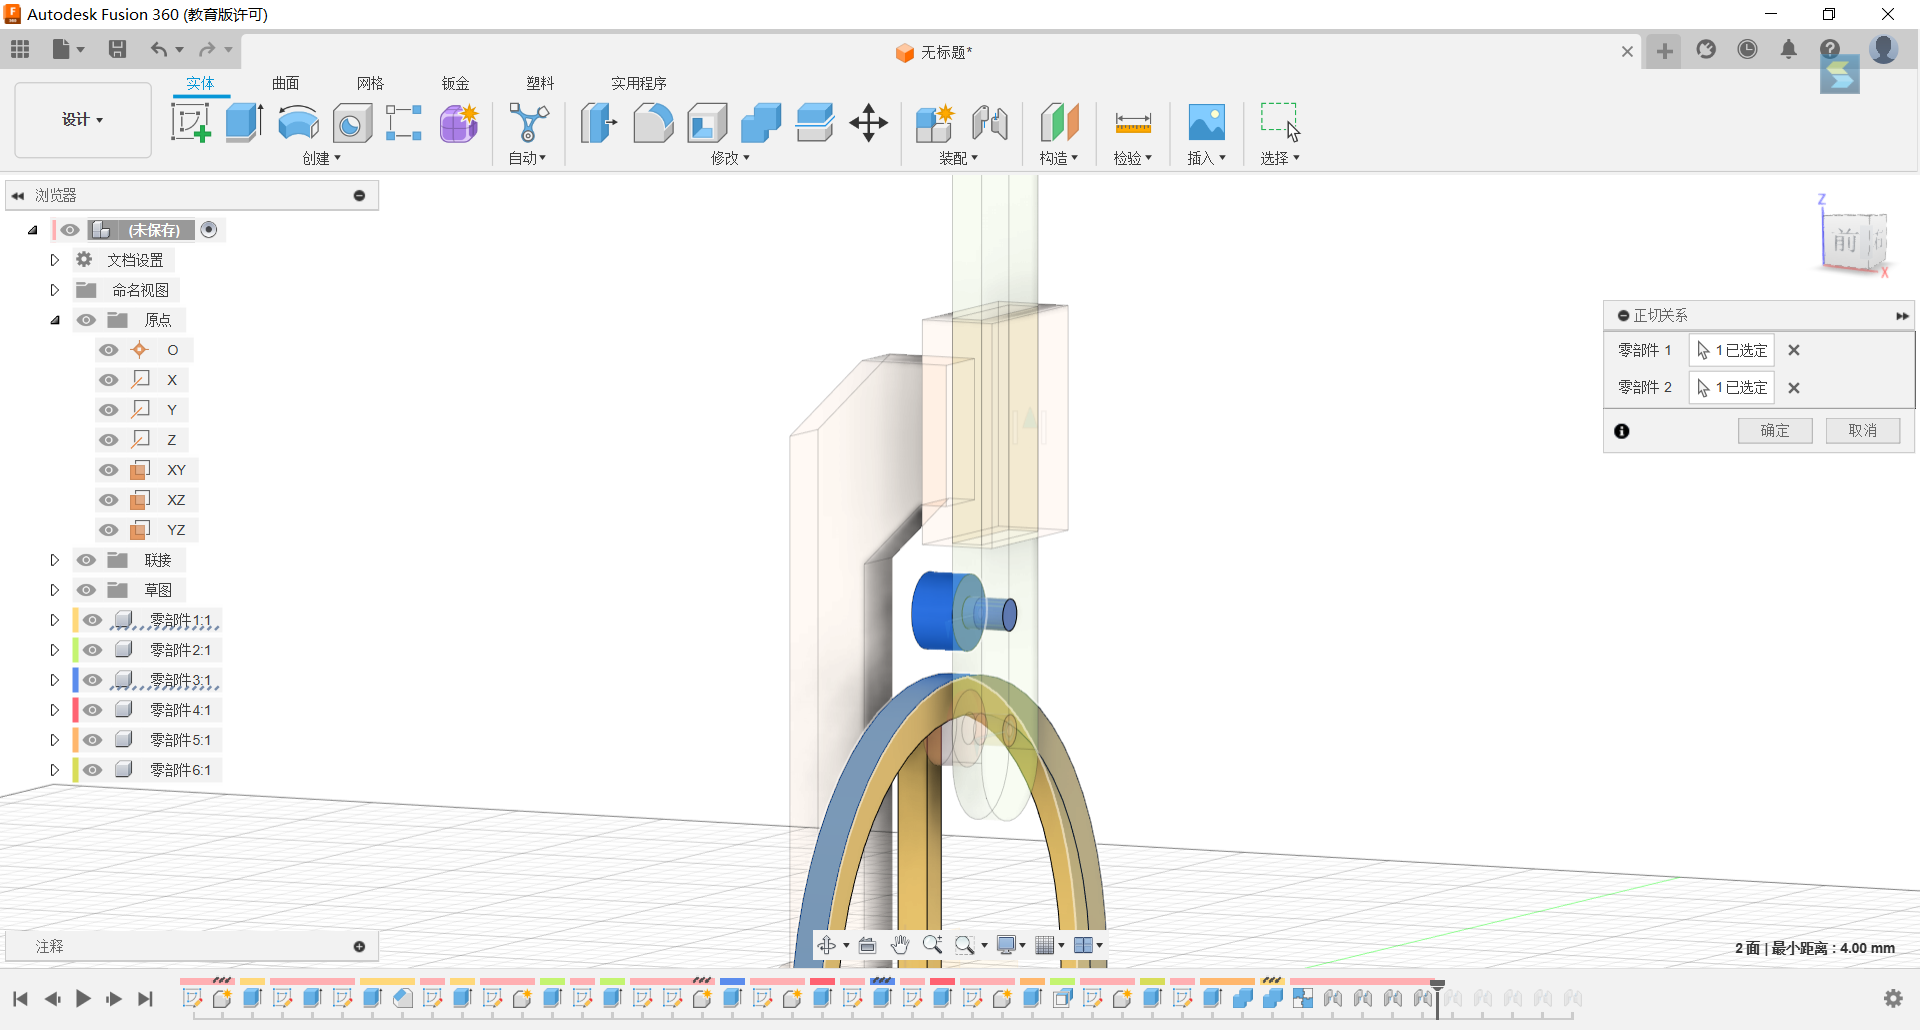 Autodesk Fusion 360 (教育版许可)
无标题*
设计
实体 曲面 网格 钣金 塑料 实用程序
创建 自动 修改 装配 构造 检验 插入 选择
浏览器
(未保存)
文档设置
命名视图
原点
O
X
Y
Z
XY
XZ
YZ
联接
草图
零部件1:1
零部件2:1
零部件3:1
零部件4:1
零部件5:1
零部件6:1
Z
前
X
正切关系
零部件 1 1 已选定
零部件 2 1 已选定
确定 取消
注释
2 面 | 最小距离 : 4.00 mm